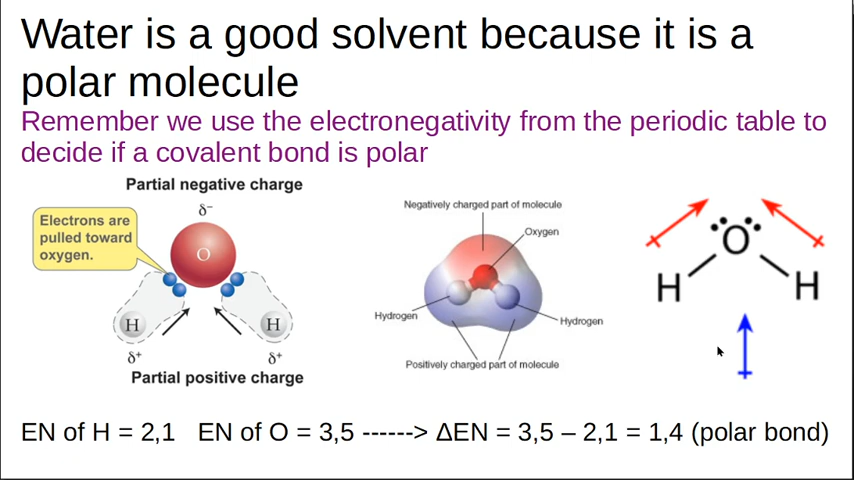 Water is a good solvent because it is a
polar molecule
Remember we use the electronegativity from the periodic table to
decide if a covalent bond is polar
Partial negative charge
δ⁻
Electrons are
pulled toward
oxygen.
O
H
H
δ⁺
δ⁺
Partial positive charge
Negatively charged part of molecule
Oxygen
Hydrogen
Hydrogen
Positively charged part of molecule
O
H
H
EN of H = 2,1 EN of O = 3,5 ------> ΔEN = 3,5 – 2,1 = 1,4 (polar bond)